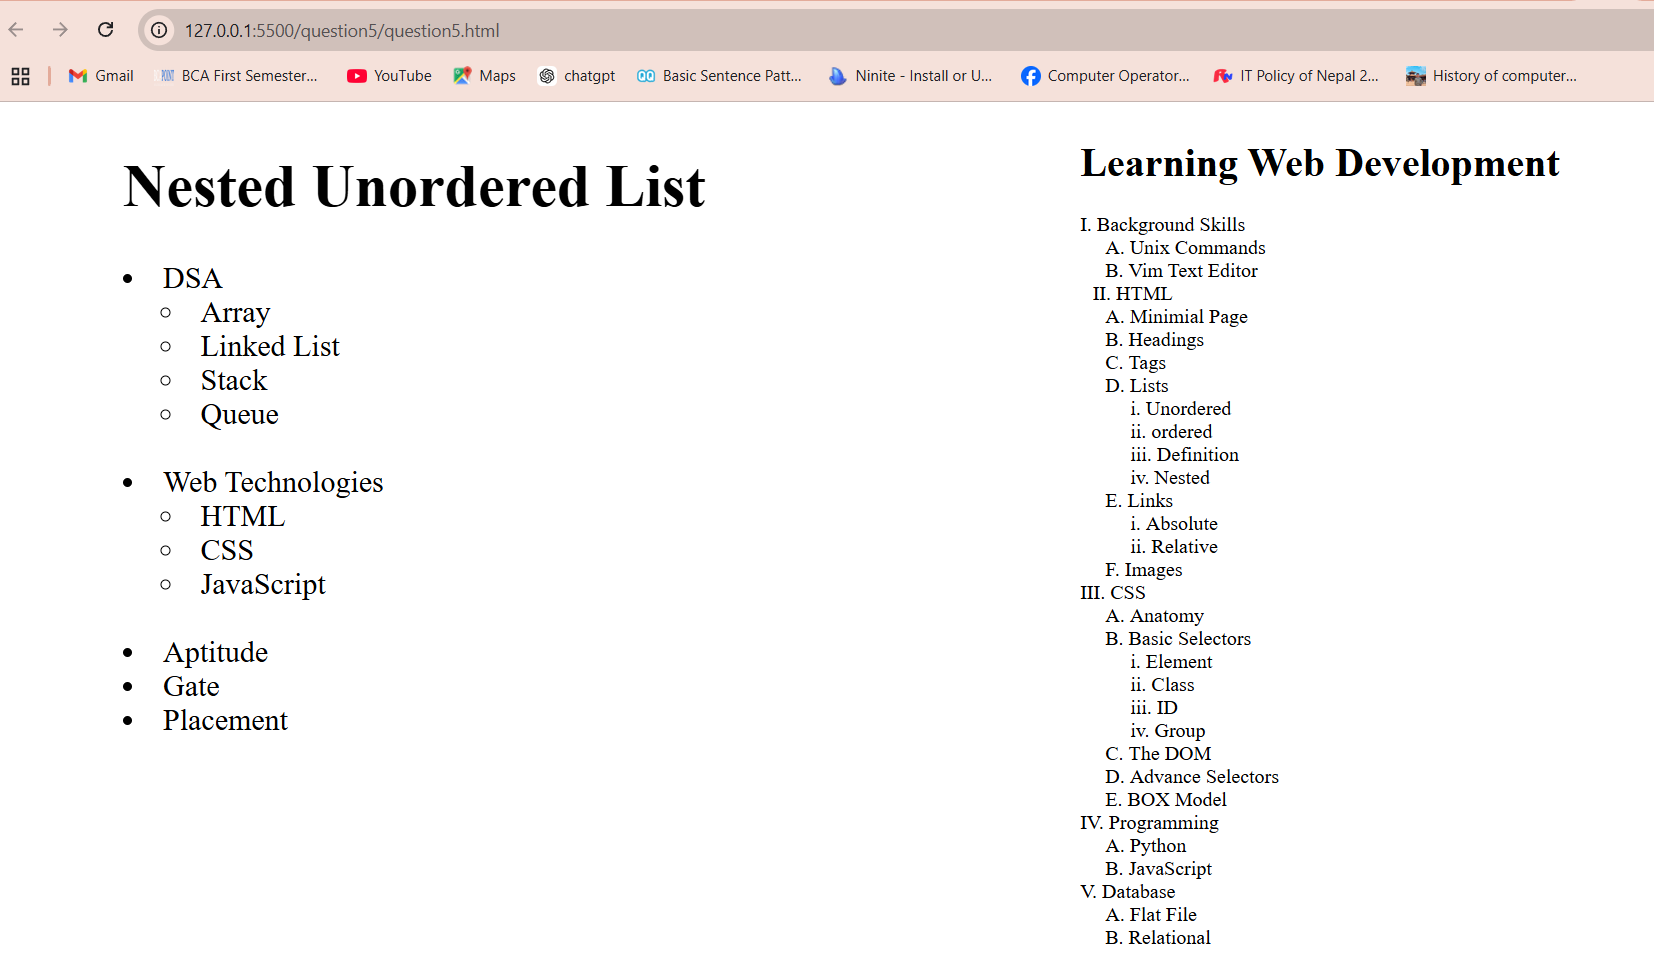 127.0.0.1:5500/question5/question5.html
Gmail BCA First Semester... YouTube Maps chatgpt Basic Sentence Patt... Ninite - Install or U... Computer Operator... IT Policy of Nepal 2... History of computer...
Nested Unordered List
• DSA
○ Array
○ Linked List
○ Stack
○ Queue
• Web Technologies
○ HTML
○ CSS
○ JavaScript
• Aptitude
• Gate
• Placement
Learning Web Development
I. Background Skills
A. Unix Commands
B. Vim Text Editor
II. HTML
A. Minimial Page
B. Headings
C. Tags
D. Lists
i. Unordered
ii. ordered
iii. Definition
iv. Nested
E. Links
i. Absolute
ii. Relative
F. Images
III. CSS
A. Anatomy
B. Basic Selectors
i. Element
ii. Class
iii. ID
iv. Group
C. The DOM
D. Advance Selectors
E. BOX Model
IV. Programming
A. Python
B. JavaScript
V. Database
A. Flat File
B. Relational